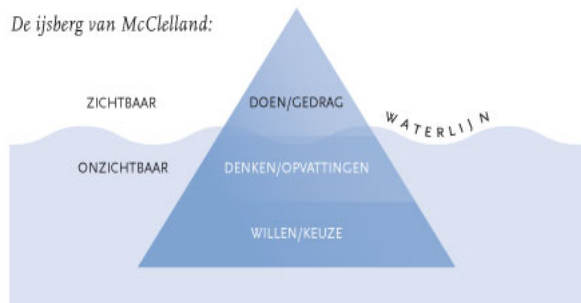 De ijsberg van McClelland:
ZICHTBAAR
DOEN/GEDRAG
WATERLIJN
ONZICHTBAAR
DENKEN/OPVATTINGEN
WILLEN/KEUZE